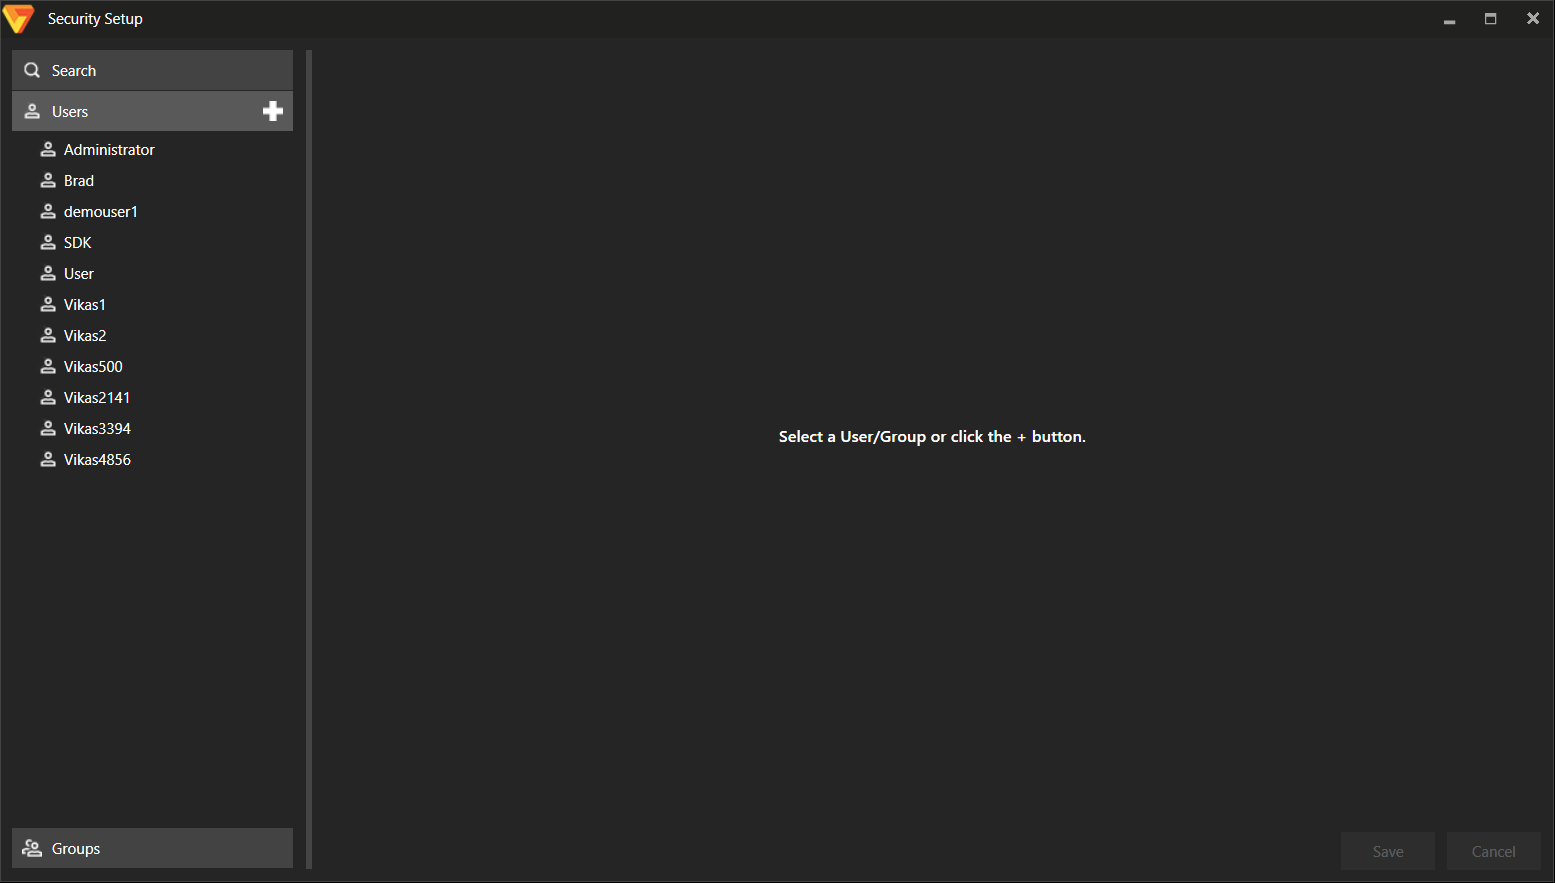 Security Setup
Search
Users
Administrator
Brad
demouser1
SDK
User
Vikas1
Vikas2
Vikas500
Vikas2141
Vikas3394
Vikas4856
Select a User/Group or click the + button.
Groups
Save
Cancel